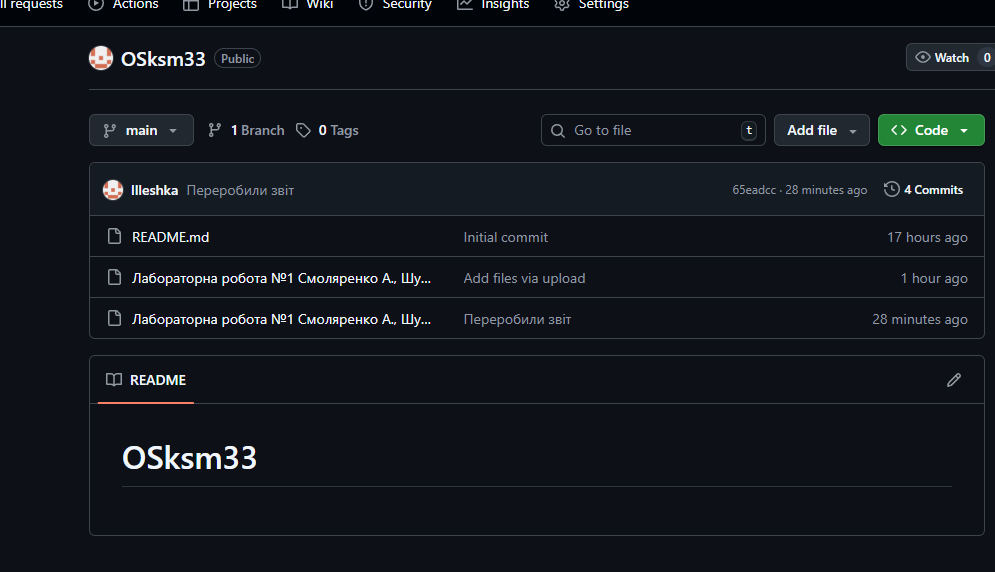 ll requests Actions Projects Wiki Security Insights Settings
OSksm33 Public Watch 0
main 1 Branch 0 Tags Go to file t Add file Code
Illeshka Переробили звіт 65eadcc · 28 minutes ago 4 Commits
README.md Initial commit 17 hours ago
Лабораторна робота №1 Смоляренко А., Шу... Add files via upload 1 hour ago
Лабораторна робота №1 Смоляренко А., Шу... Переробили звіт 28 minutes ago
README
OSksm33